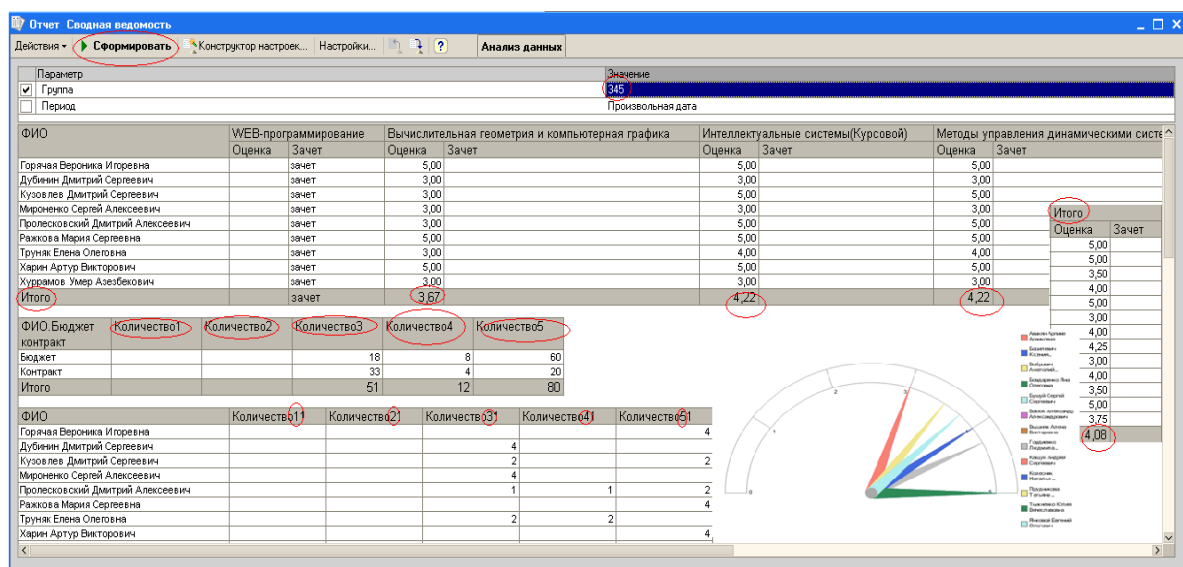 Отчет Сводная ведомость
Действия Сформировать Конструктор настроек... Настройки... ? Анализ данных
Параметр Значение
Группа 345
Период Произвольная дата
ФИО WEB-программирование Вычислительная геометрия и компьютерная графика Интеллектуальные системы(Курсовой) Методы управления динамическими систе
Оценка Зачет Оценка Зачет Оценка Зачет Оценка Зачет
Горячая Вероника Игоревна зачет 5,00 5,00 5,00
Дубинин Дмитрий Сергеевич зачет 3,00 3,00 3,00
Кузовлев Дмитрий Сергеевич зачет 3,00 5,00 5,00
Мироненко Сергей Алексеевич зачет 3,00 3,00 3,00
Пролесковский Дмитрий Алексеевич зачет 3,00 5,00 5,00
Ражкова Мария Сергеевна зачет 5,00 5,00 5,00
Труняк Елена Олеговна зачет 3,00 4,00 4,00
Харин Артур Викторович зачет 5,00 5,00 5,00
Хуррамов Умер Азезбекович зачет 3,00 3,00 3,00
Итого зачет 3,67 4,22 4,22
Итого
Оценка Зачет
5,00
5,00
3,50
4,00
5,00
3,00
4,00
4,25
3,00
4,00
3,50
5,00
3,75
4,08
ФИО.Бюджет контракт Количество1 Количество2 Количество3 Количество4 Количество5
Бюджет 18 8 60
Контракт 33 4 20
Итого 51 12 80
ФИО Количество11 Количество21 Количество31 Количество41 Количество51
Горячая Вероника Игоревна 4
Дубинин Дмитрий Сергеевич 4
Кузовлев Дмитрий Сергеевич 2 2
Мироненко Сергей Алексеевич 4
Пролесковский Дмитрий Алексеевич 1 1 2
Ражкова Мария Сергеевна 4
Труняк Елена Олеговна 2 2
Харин Артур Викторович 4